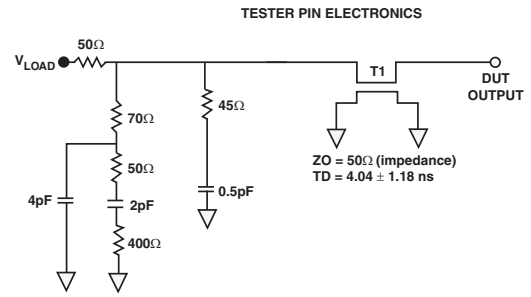 TESTER PIN ELECTRONICS
50Ω
VLOAD
T1
DUT
OUTPUT
70Ω
45Ω
50Ω
ZO = 50Ω (impedance)
TD = 4.04 ± 1.18 ns
4pF
2pF
0.5pF
400Ω